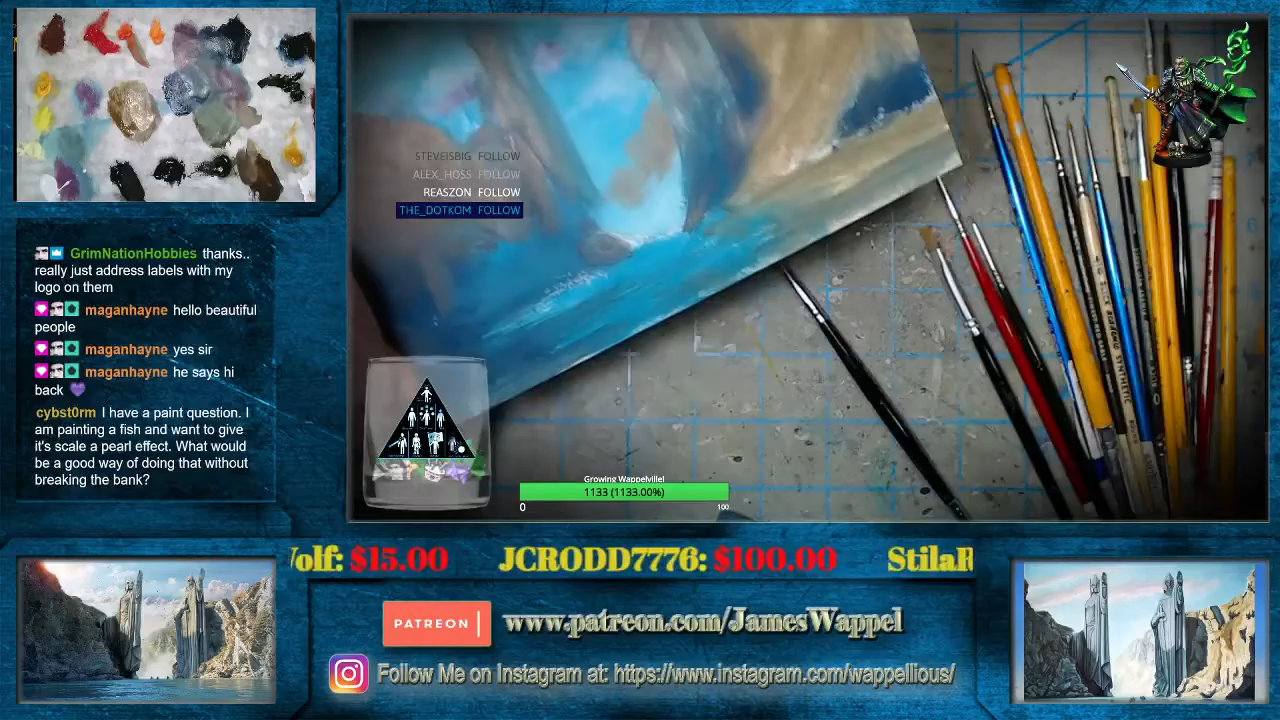 STEVEISBIG FOLLOW
ALEX_HOSS FOLLOW
REASZON FOLLOW
THE_DOTKOM FOLLOW
GrimNationHobbies thanks..
really just address labels with my
logo on them
maganhayne hello beautiful
people
maganhayne yes sir
maganhayne he says hi
back
cybst0rm I have a paint question. I
am painting a fish and want to give
it's scale a pearl effect. What would
be a good way of doing that without
breaking the bank?
Growing Wappelville!
1133 (1133.00%)
0 100
olf: $15.00 JCRODD7776: $100.00 Stila
PATREON www.patreon.com/JamesWappel
Follow Me on Instagram at: https://www.instagram.com/wappellious/